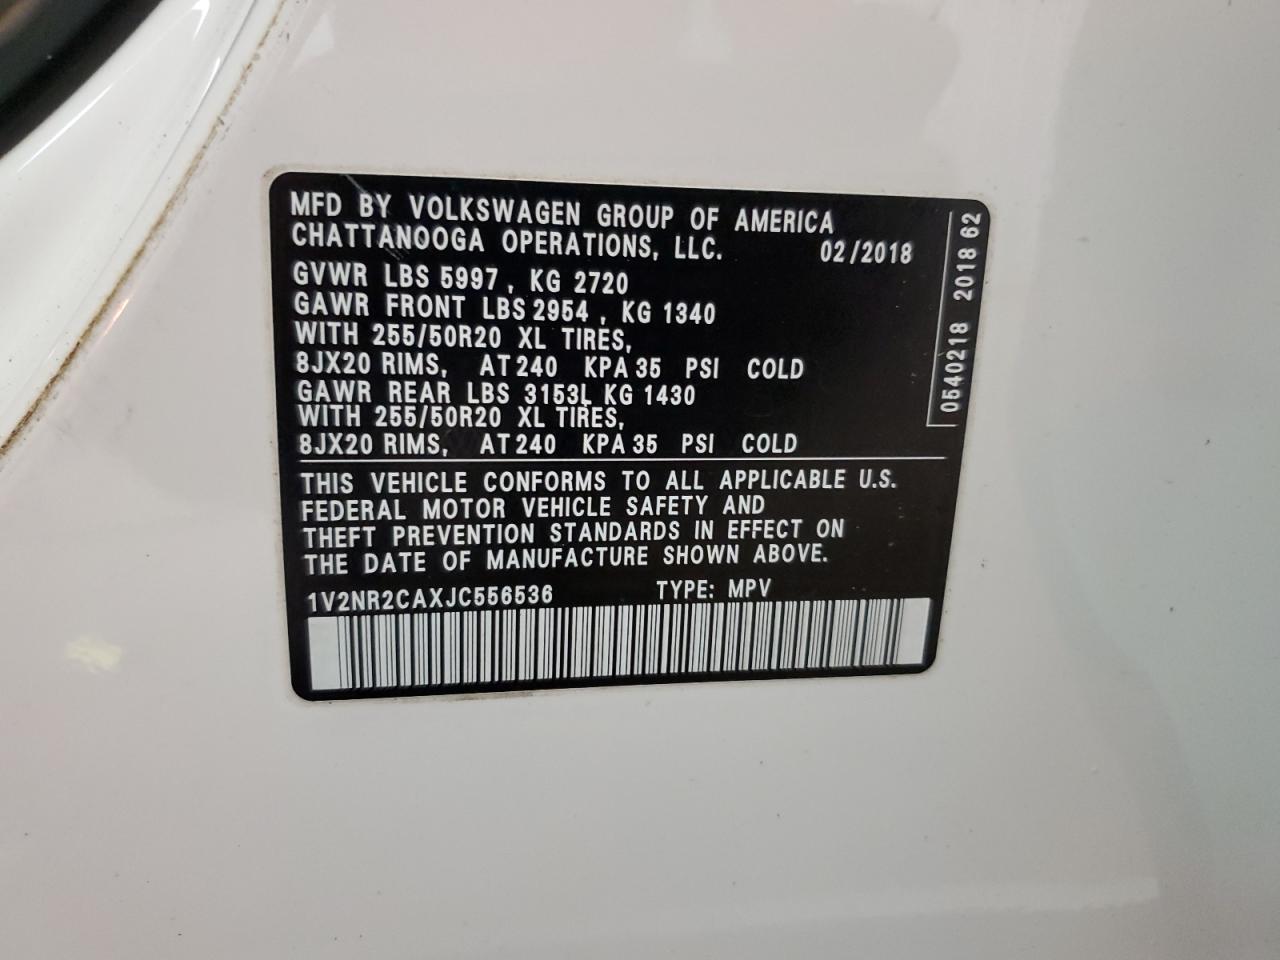 MFD BY VOLKSWAGEN GROUP OF AMERICA
CHATTANOOGA OPERATIONS, LLC. 02/2018
GVWR LBS 5997 , KG 2720
GAWR FRONT LBS 2954 , KG 1340
WITH 255/50R20 XL TIRES,
8JX20 RIMS, AT 240 KPA 35 PSI COLD
GAWR REAR LBS 3153L KG 1430
WITH 255/50R20 XL TIRES,
8JX20 RIMS, AT 240 KPA 35 PSI COLD
THIS VEHICLE CONFORMS TO ALL APPLICABLE U.S.
FEDERAL MOTOR VEHICLE SAFETY AND
THEFT PREVENTION STANDARDS IN EFFECT ON
THE DATE OF MANUFACTURE SHOWN ABOVE.
1V2NR2CAXJC556536 TYPE: MPV
0540218 2018 62